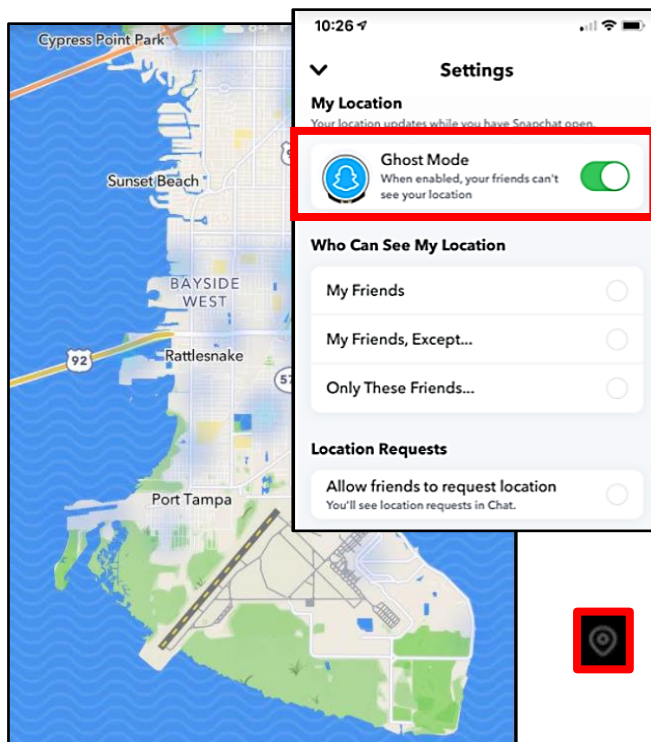 Cypress Point Park
Sunset Beach
BAYSIDE
WEST
92
Rattlesnake
57
Port Tampa
10:26
Settings
My Location
Your location updates while you have Snapchat open.
Ghost Mode
When enabled, your friends can't
see your location
Who Can See My Location
My Friends
My Friends, Except...
Only These Friends...
Location Requests
Allow friends to request location
You'll see location requests in Chat.